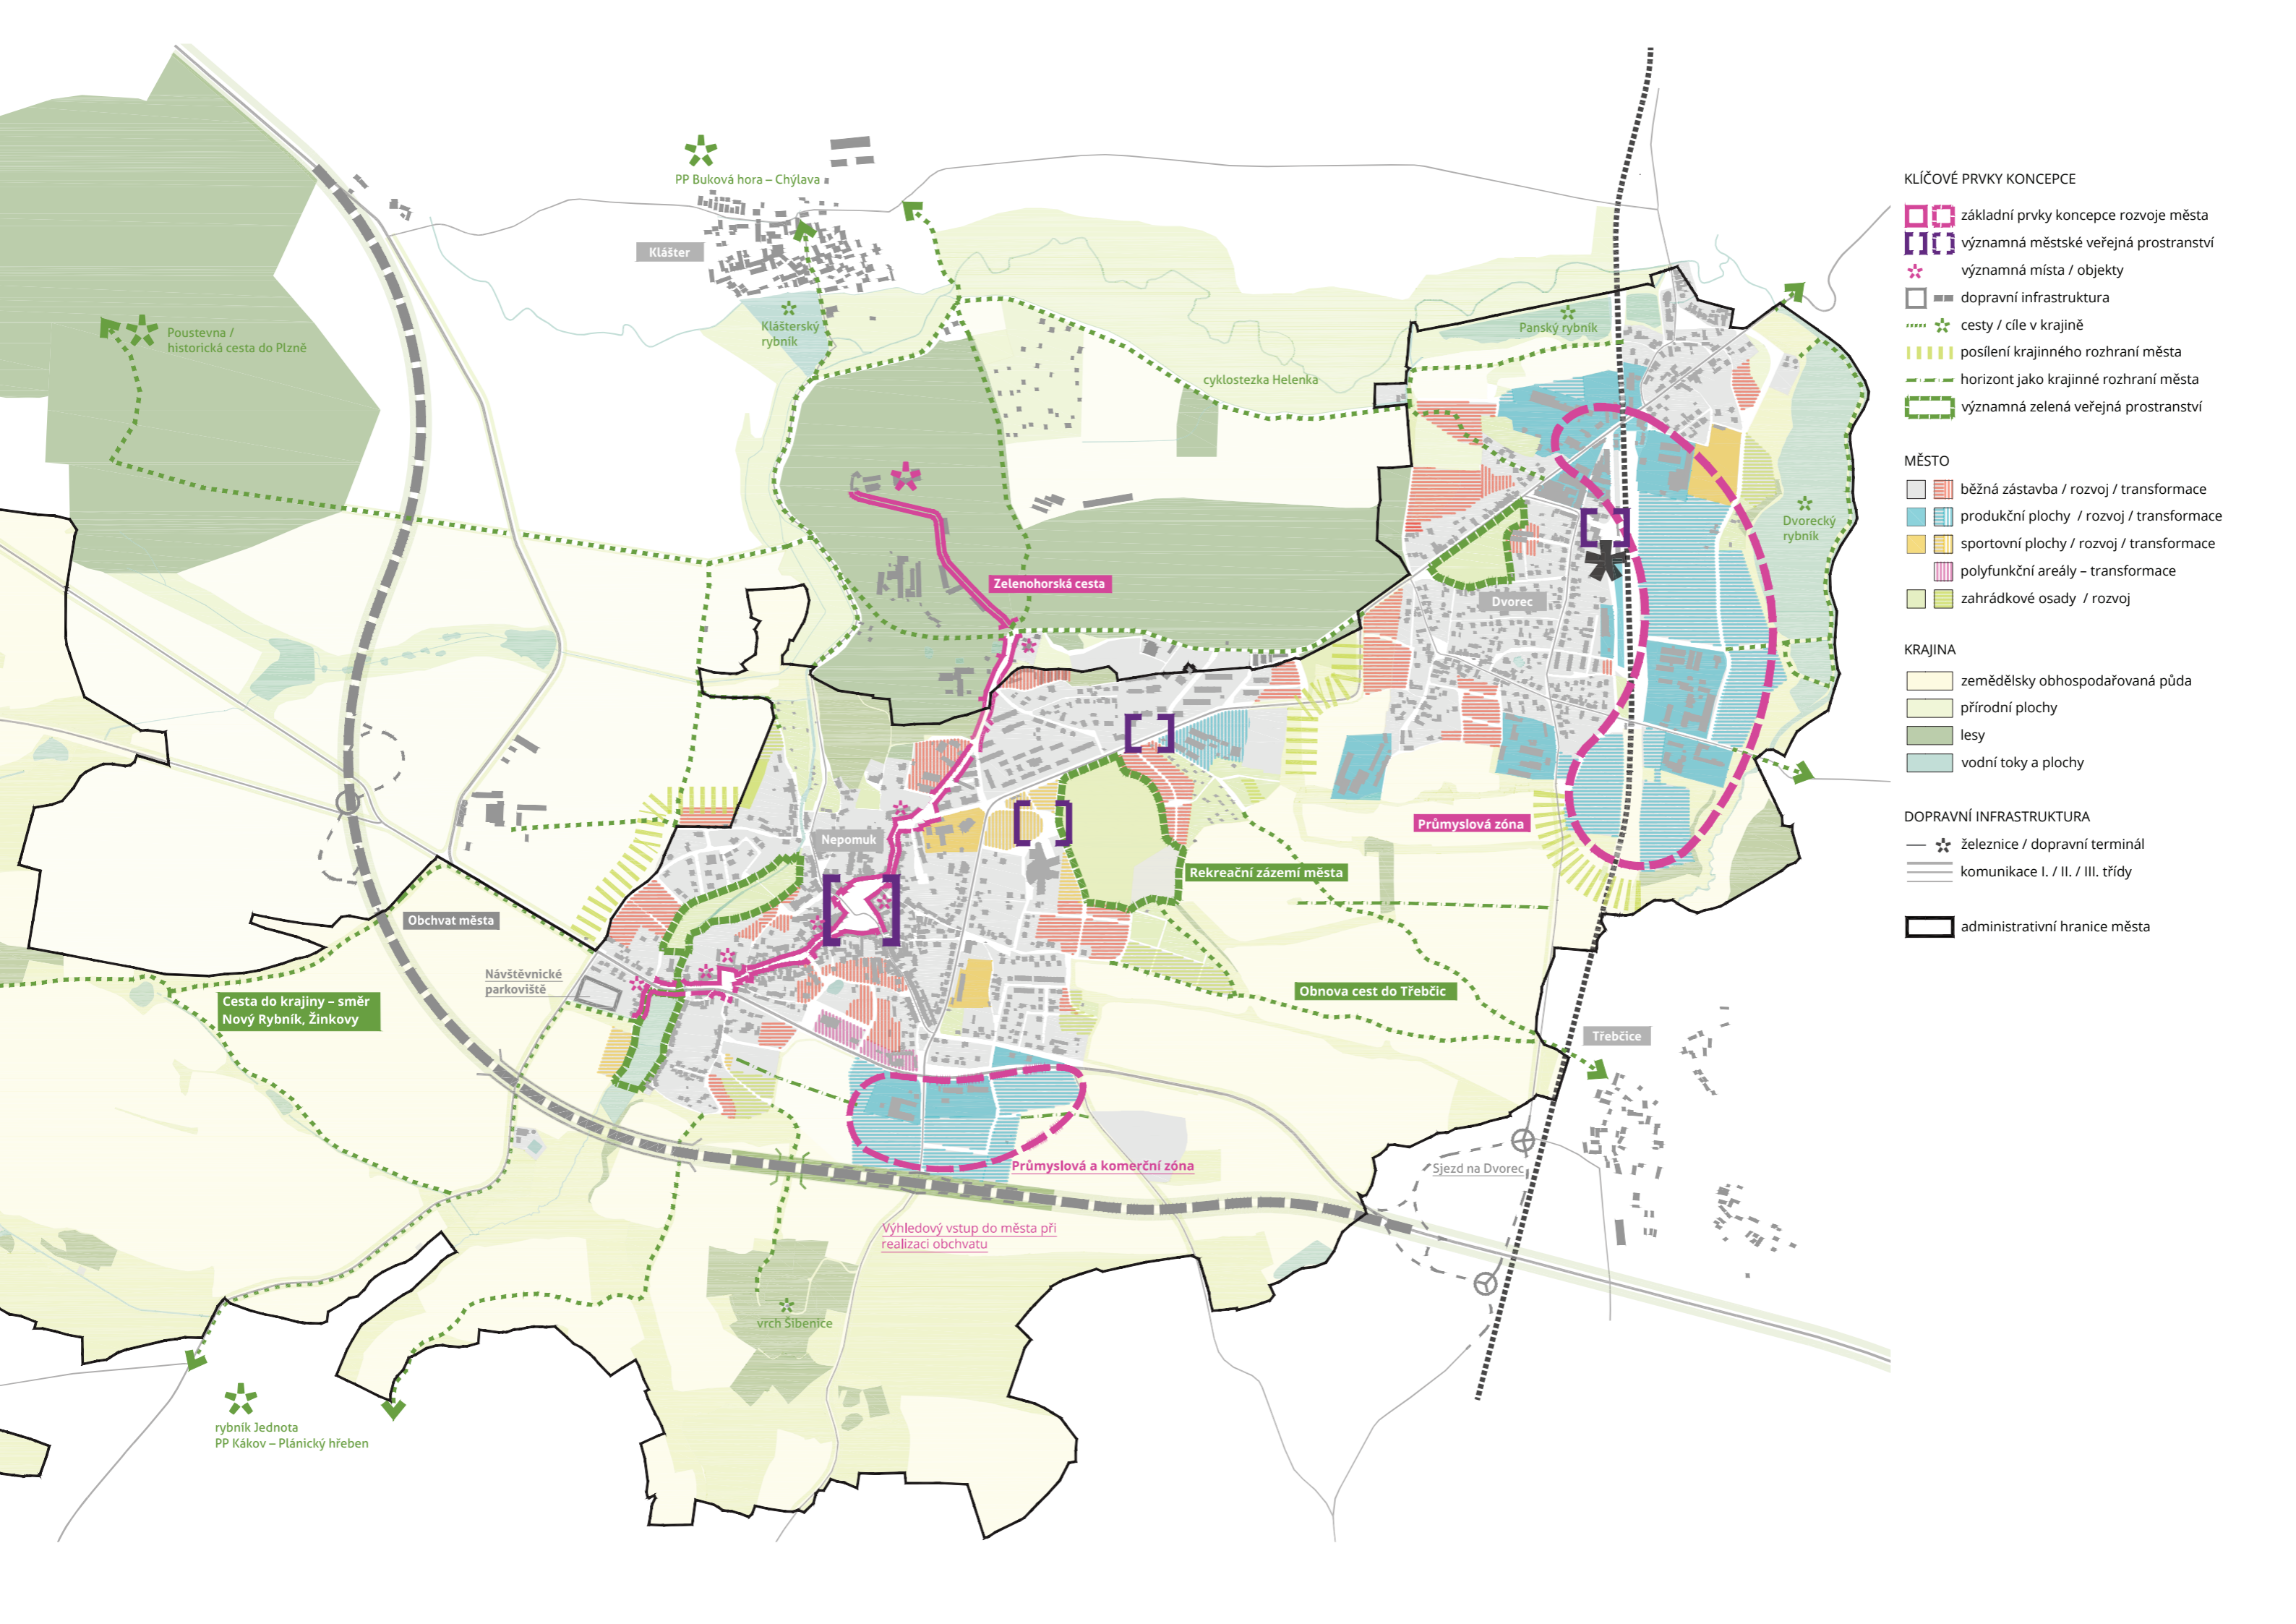 PP Buková hora – Chýlava
Klášter
Klášterský
rybník
Poustevna /
historická cesta do Plzně
Panský rybník
cyklostezka Helenka
Dvorecký
rybník
Zelenohorská cesta
Dvorec
Průmyslová zóna
Nepomuk
Rekreační zázemí města
Obchvat města
Návštěvnické
parkoviště
Cesta do krajiny – směr
Nový Rybník, Žinkovy
Obnova cest do Třebčic
Třebčice
Průmyslová a komerční zóna
Sjezd na Dvorec
Výhledový vstup do města při
realizaci obchvatu
vrch Šibenice
rybník Jednota
PP Kákov – Plánický hřeben
KLÍČOVÉ PRVKY KONCEPCE
základní prvky koncepce rozvoje města
významná městské veřejná prostranství
významná místa / objekty
dopravní infrastruktura
cesty / cíle v krajině
posílení krajinného rozhraní města
horizont jako krajinné rozhraní města
významná zelená veřejná prostranství
MĚSTO
běžná zástavba / rozvoj / transformace
produkční plochy / rozvoj / transformace
sportovní plochy / rozvoj / transformace
polyfunkční areály – transformace
zahrádkové osady / rozvoj
KRAJINA
zemědělsky obhospodařovaná půda
přírodní plochy
lesy
vodní toky a plochy
DOPRAVNÍ INFRASTRUKTURA
železnice / dopravní terminál
komunikace I. / II. / III. třídy
administrativní hranice města